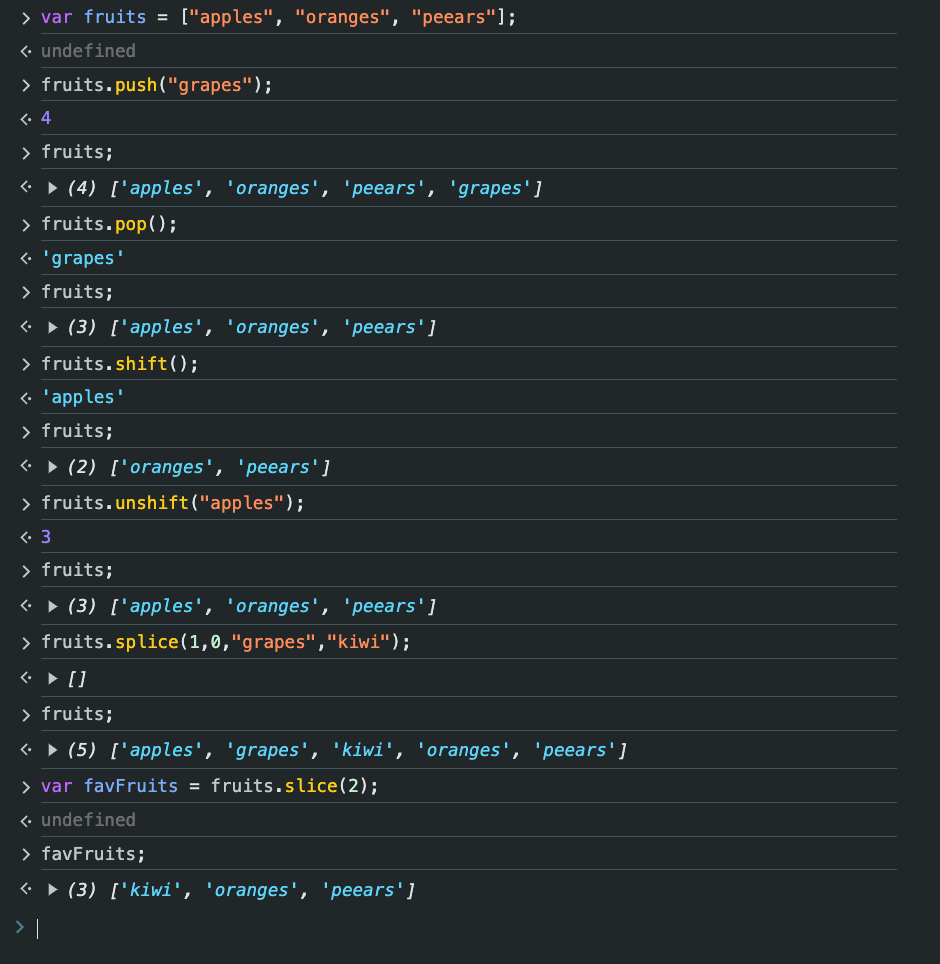 > var fruits = ["apples", "oranges", "peears"];
undefined
> fruits.push("grapes");
4
> fruits;
▶ (4) ['apples', 'oranges', 'peears', 'grapes']
> fruits.pop();
'grapes'
> fruits;
▶ (3) ['apples', 'oranges', 'peears']
> fruits.shift();
'apples'
> fruits;
▶ (2) ['oranges', 'peears']
> fruits.unshift("apples");
3
> fruits;
▶ (3) ['apples', 'oranges', 'peears']
> fruits.splice(1,0,"grapes","kiwi");
▶ []
> fruits;
▶ (5) ['apples', 'grapes', 'kiwi', 'oranges', 'peears']
> var favFruits = fruits.slice(2);
undefined
> favFruits;
▶ (3) ['kiwi', 'oranges', 'peears']
>